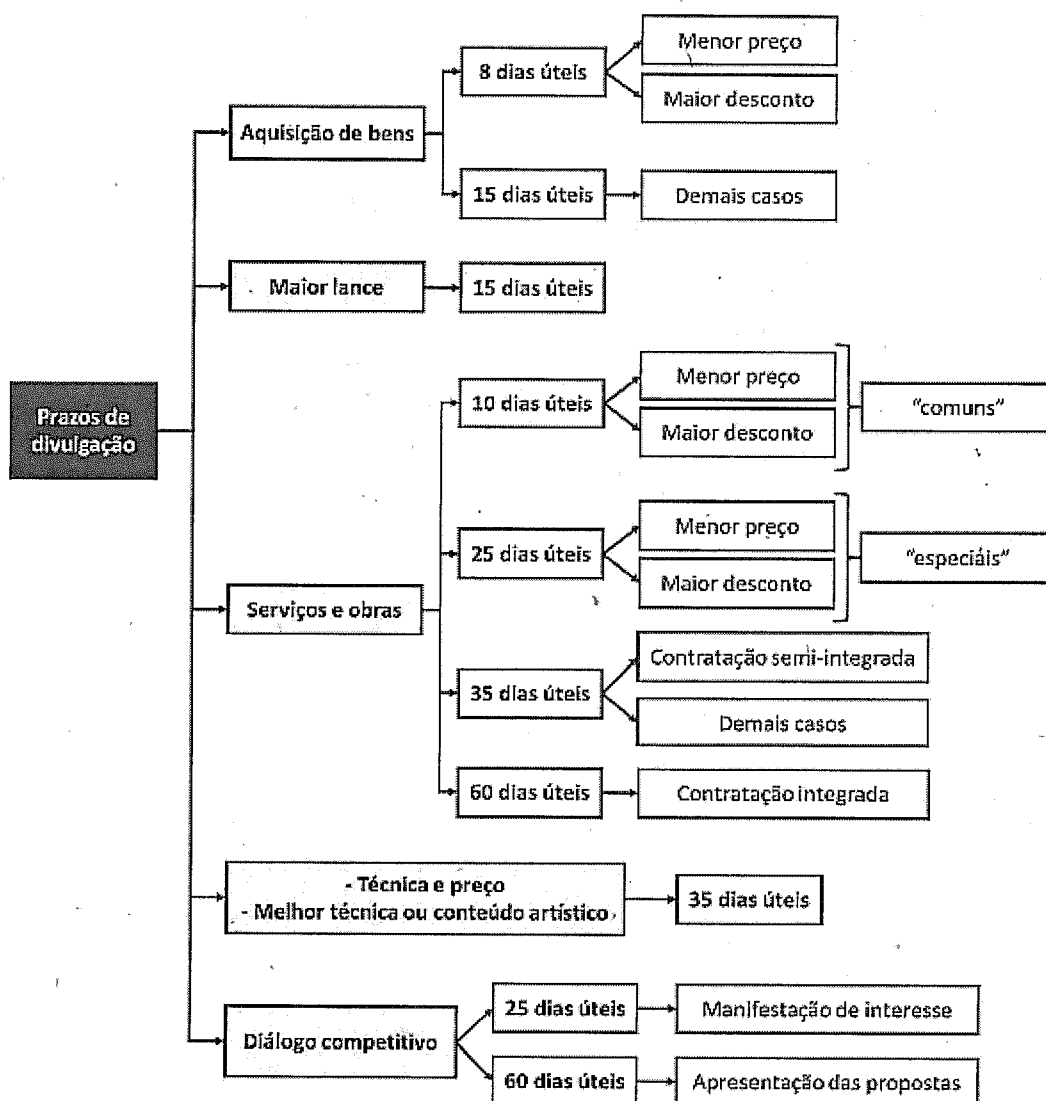 Prazos de
divulgação
Aquisição de bens
8 dias úteis
Menor preço
Maior desconto
15 dias úteis
Demais casos
Maior lance
15 dias úteis
Serviços e obras
10 dias úteis
Menor preço
Maior desconto
"comuns"
25 dias úteis
Menor preço
Maior desconto
"especiáis"
35 dias úteis
Contratação semi-integrada
Demais casos
60 dias úteis
Contratação integrada
- Técnica e preço
- Melhor técnica ou conteúdo artístico
35 dias úteis
Diálogo competitivo
25 dias úteis
Manifestação de interesse
60 dias úteis
Apresentação das propostas